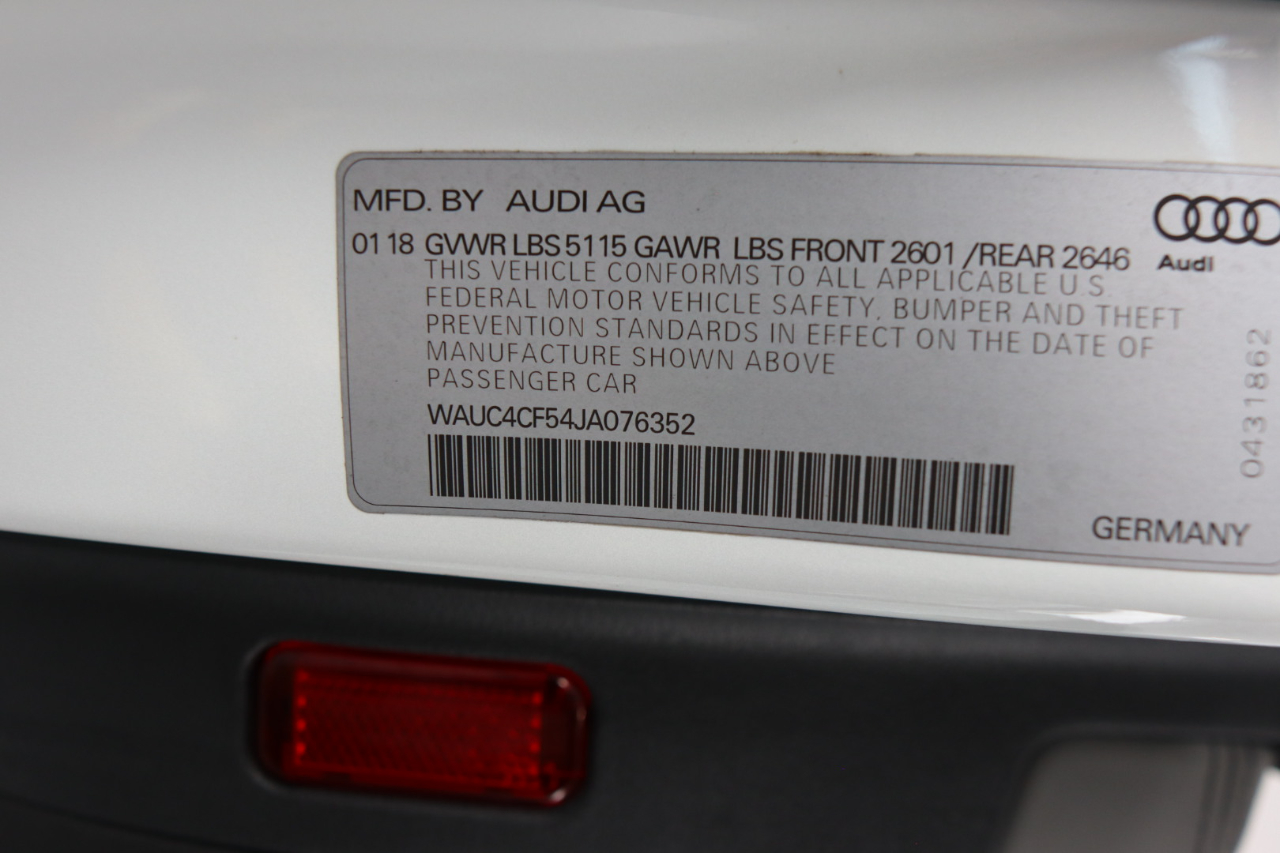 MFD. BY AUDI AG
01 18 GVWR LBS 5115 GAWR LBS FRONT 2601 /REAR 2646
Audi
THIS VEHICLE CONFORMS TO ALL APPLICABLE U S
FEDERAL MOTOR VEHICLE SAFETY, BUMPER AND THEFT
PREVENTION STANDARDS IN EFFECT ON THE DATE OF
MANUFACTURE SHOWN ABOVE
PASSENGER CAR
WAUC4CF54JA076352
0431862
GERMANY